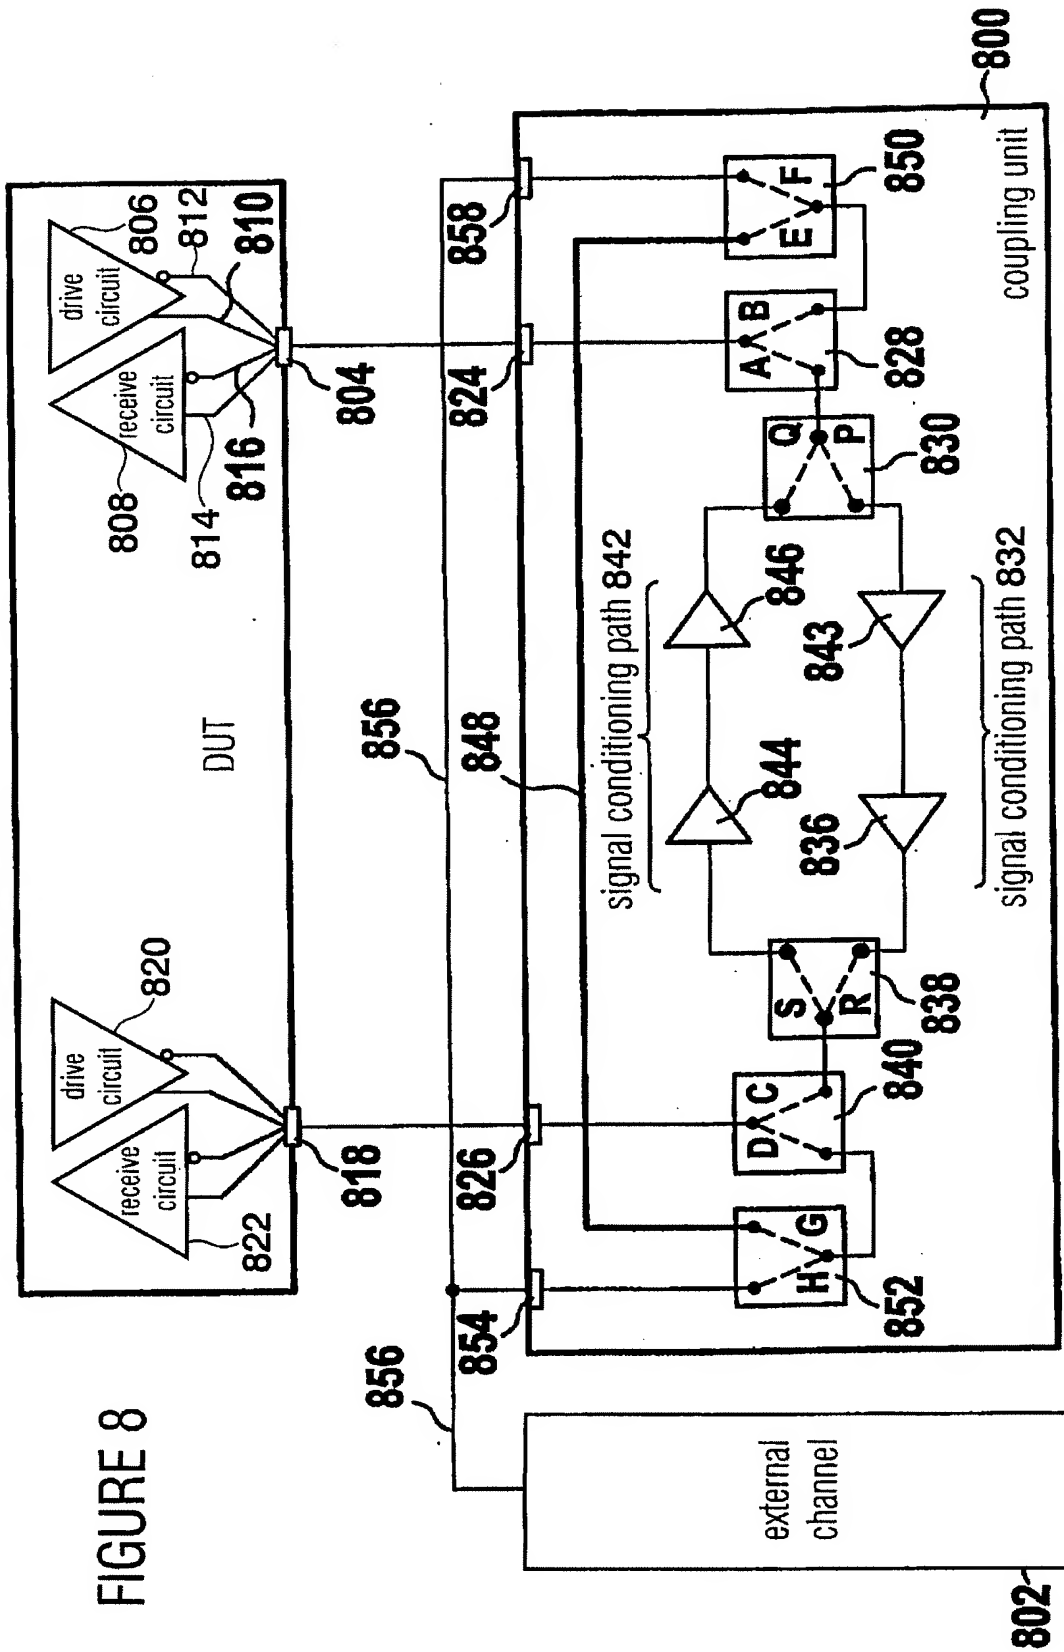 FIGURE 8
820
drive
circuit
receive
circuit
822
818
DUT
806
812
810
drive
circuit
receive
circuit
808
814
816
804
856
856
848
854
826
824
858
external
channel
802
H G
852
D C
840
S
R
838
signal conditioning path 842
844
846
836
843
signal conditioning path 832
Q
P
830
A B
828
E F
850
coupling unit
800